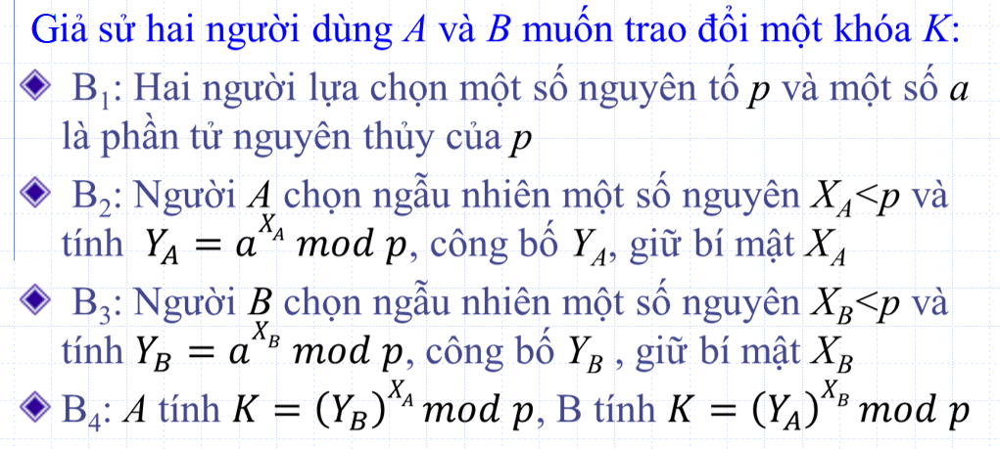 Giả sử hai người dùng A và B muốn trao đổi một khóa K:
B₁: Hai người lựa chọn một số nguyên tố p và một số a
là phần tử nguyên thủy của p
B₂: Người A chọn ngẫu nhiên một số nguyên X_A<p và
tính Y_A = a^{X_A} mod p, công bố Y_A, giữ bí mật X_A
B₃: Người B chọn ngẫu nhiên một số nguyên X_B<p và
tính Y_B = a^{X_B} mod p, công bố Y_B , giữ bí mật X_B
B₄: A tính K = (Y_B)^{X_A} mod p, B tính K = (Y_A)^{X_B} mod p